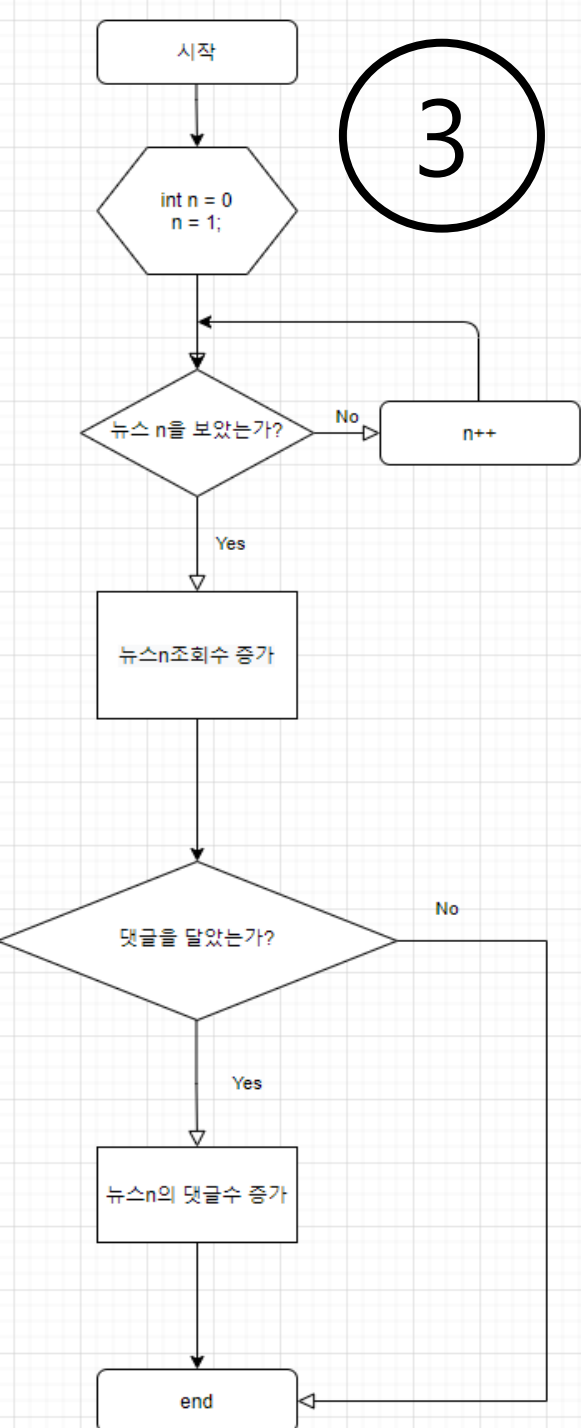 시작
3
int n = 0
n = 1;
뉴스 n을 보았는가?
No
n++
Yes
뉴스n조회수 증가
No
댓글을 달았는가?
Yes
뉴스n의 댓글수 증가
end